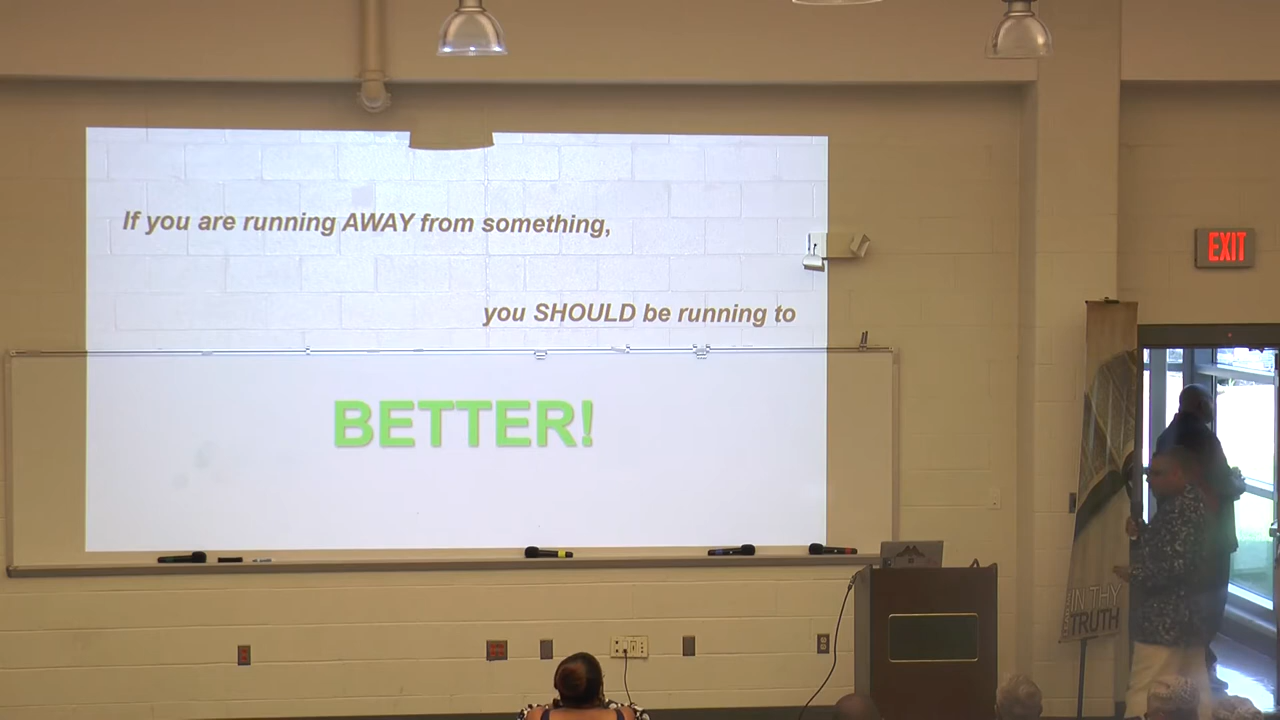 If you are running AWAY from something,
you SHOULD be running to
BETTER!
EXIT
IN THY
TRUTH